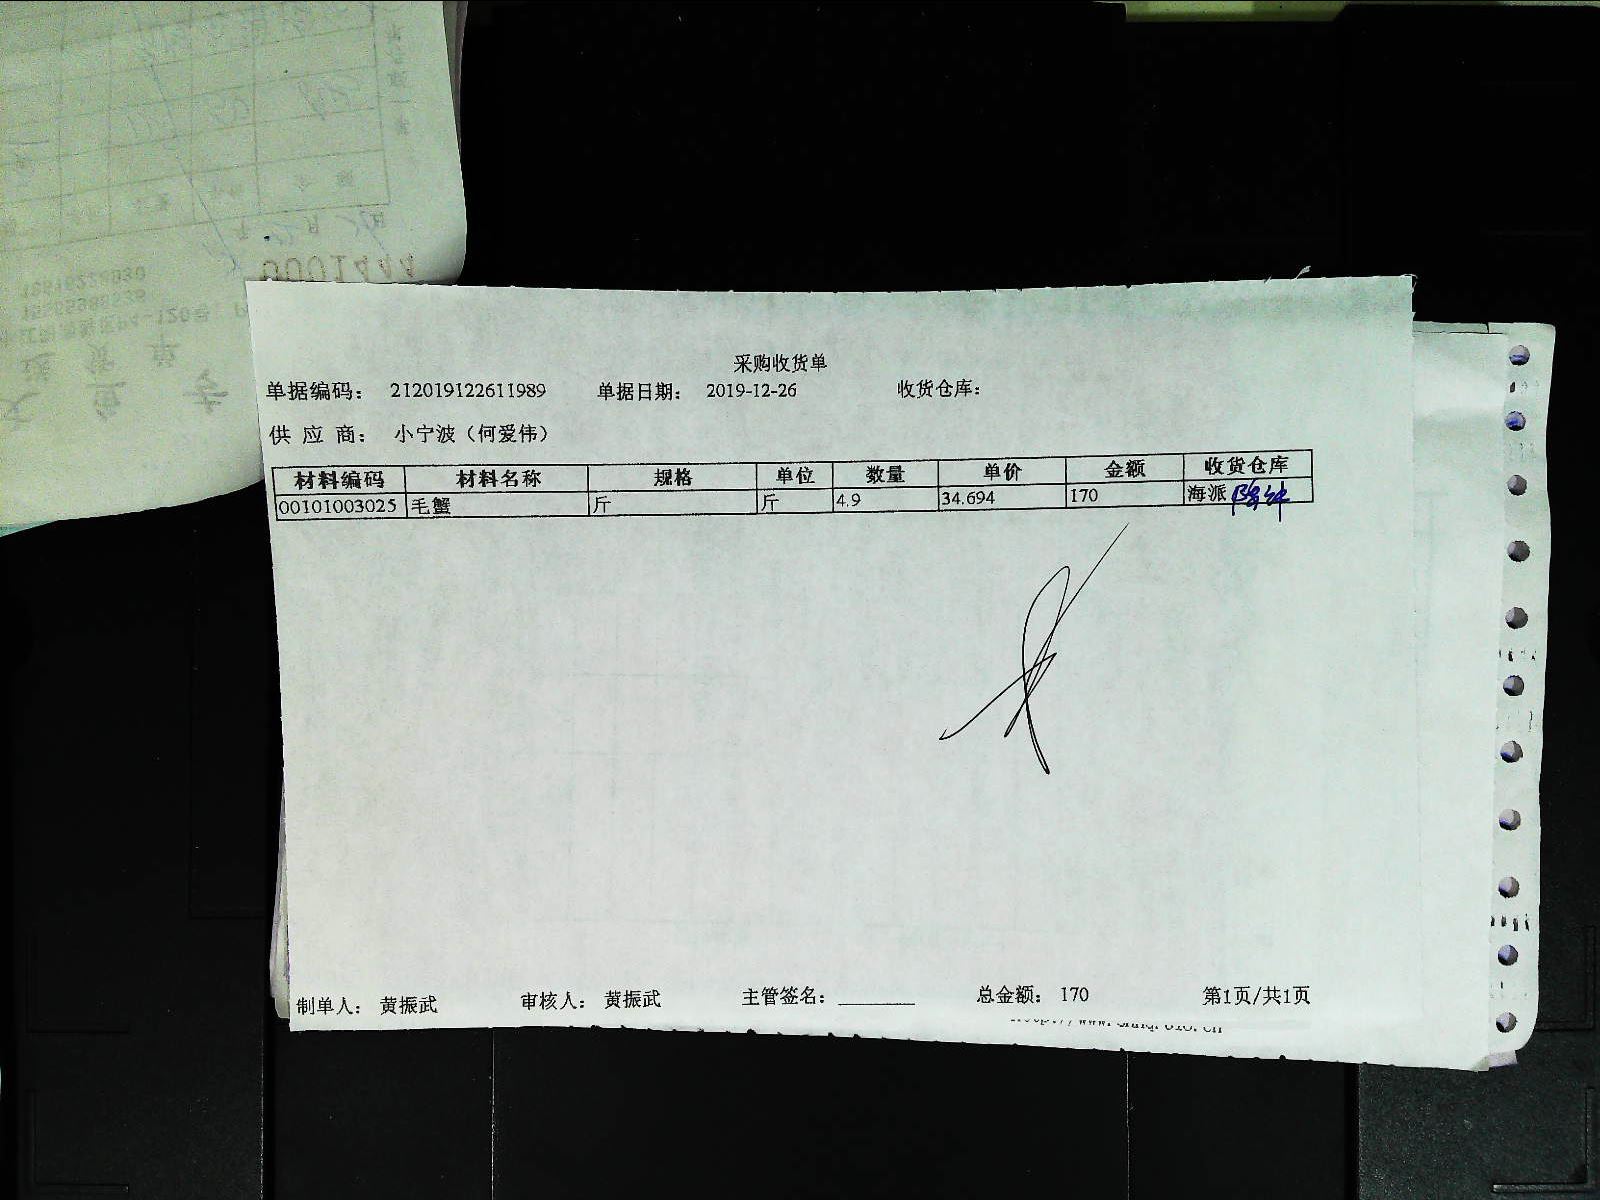 采购收货单
单据编码： 212019122611989 单据日期： 2019-12-26 收货仓库：
供 应 商： 小宁波（何爱伟）
材料编码 材料名称 规格 单位 数量 单价 金额 收货仓库
00101003025 毛蟹 斤 斤 4.9 34.694 170 海派
制单人： 黄振武 审核人： 黄振武 主管签名： 总金额： 170 第1页/共1页
0001444